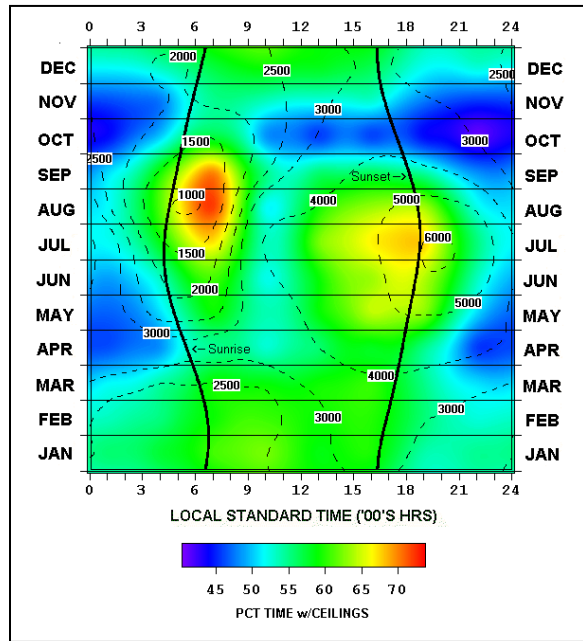 0 3 6 9 12 15 18 21 24
2000
DEC 2500 2500 DEC
NOV 3000 NOV
OCT 1500 3000 OCT
2500
SEP Sunset→ SEP
4000 5000
AUG 1000 AUG
6000
JUL 1500 JUL
JUN 2000 5000 JUN
MAY MAY
3000
APR ←Sunrise APR
4000
MAR 2500 MAR
3000 3000
FEB FEB
JAN JAN
0 3 6 9 12 15 18 21 24
LOCAL STANDARD TIME ('00'S HRS)
45 50 55 60 65 70
PCT TIME w/CEILINGS